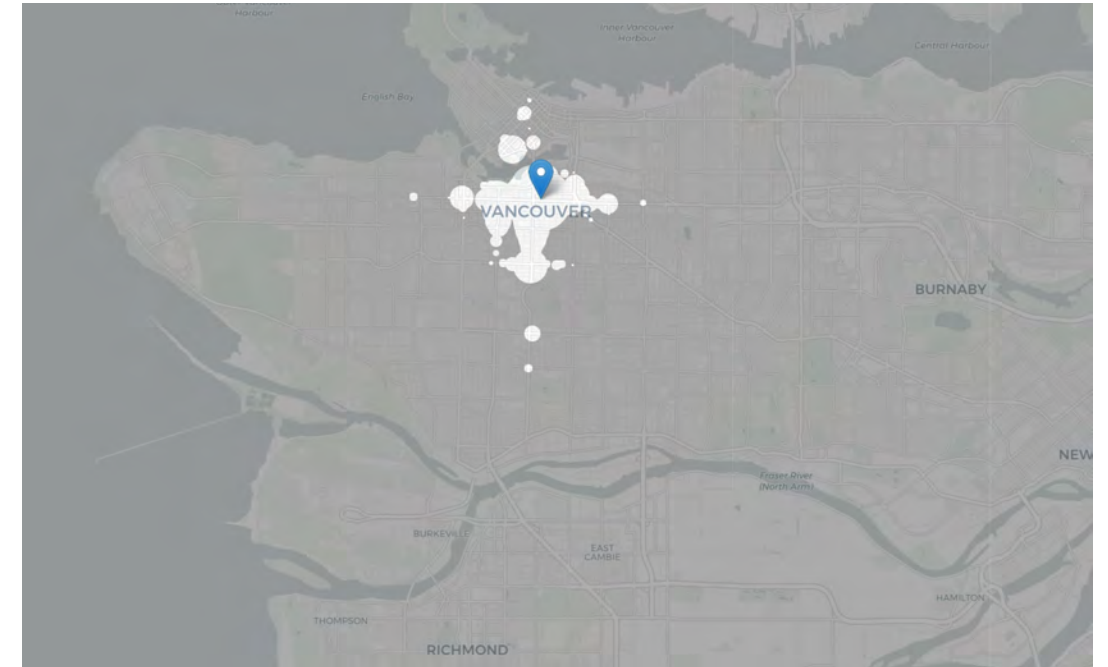 Harbour
Inner Vancouver
Harbour
Central Harbour
English Bay
VANCOUVER
BURNABY
NEW
Fraser River
(North Arm)
BURKEVILLE
EAST
CAMBIE
HAMILTON
THOMPSON
RICHMOND